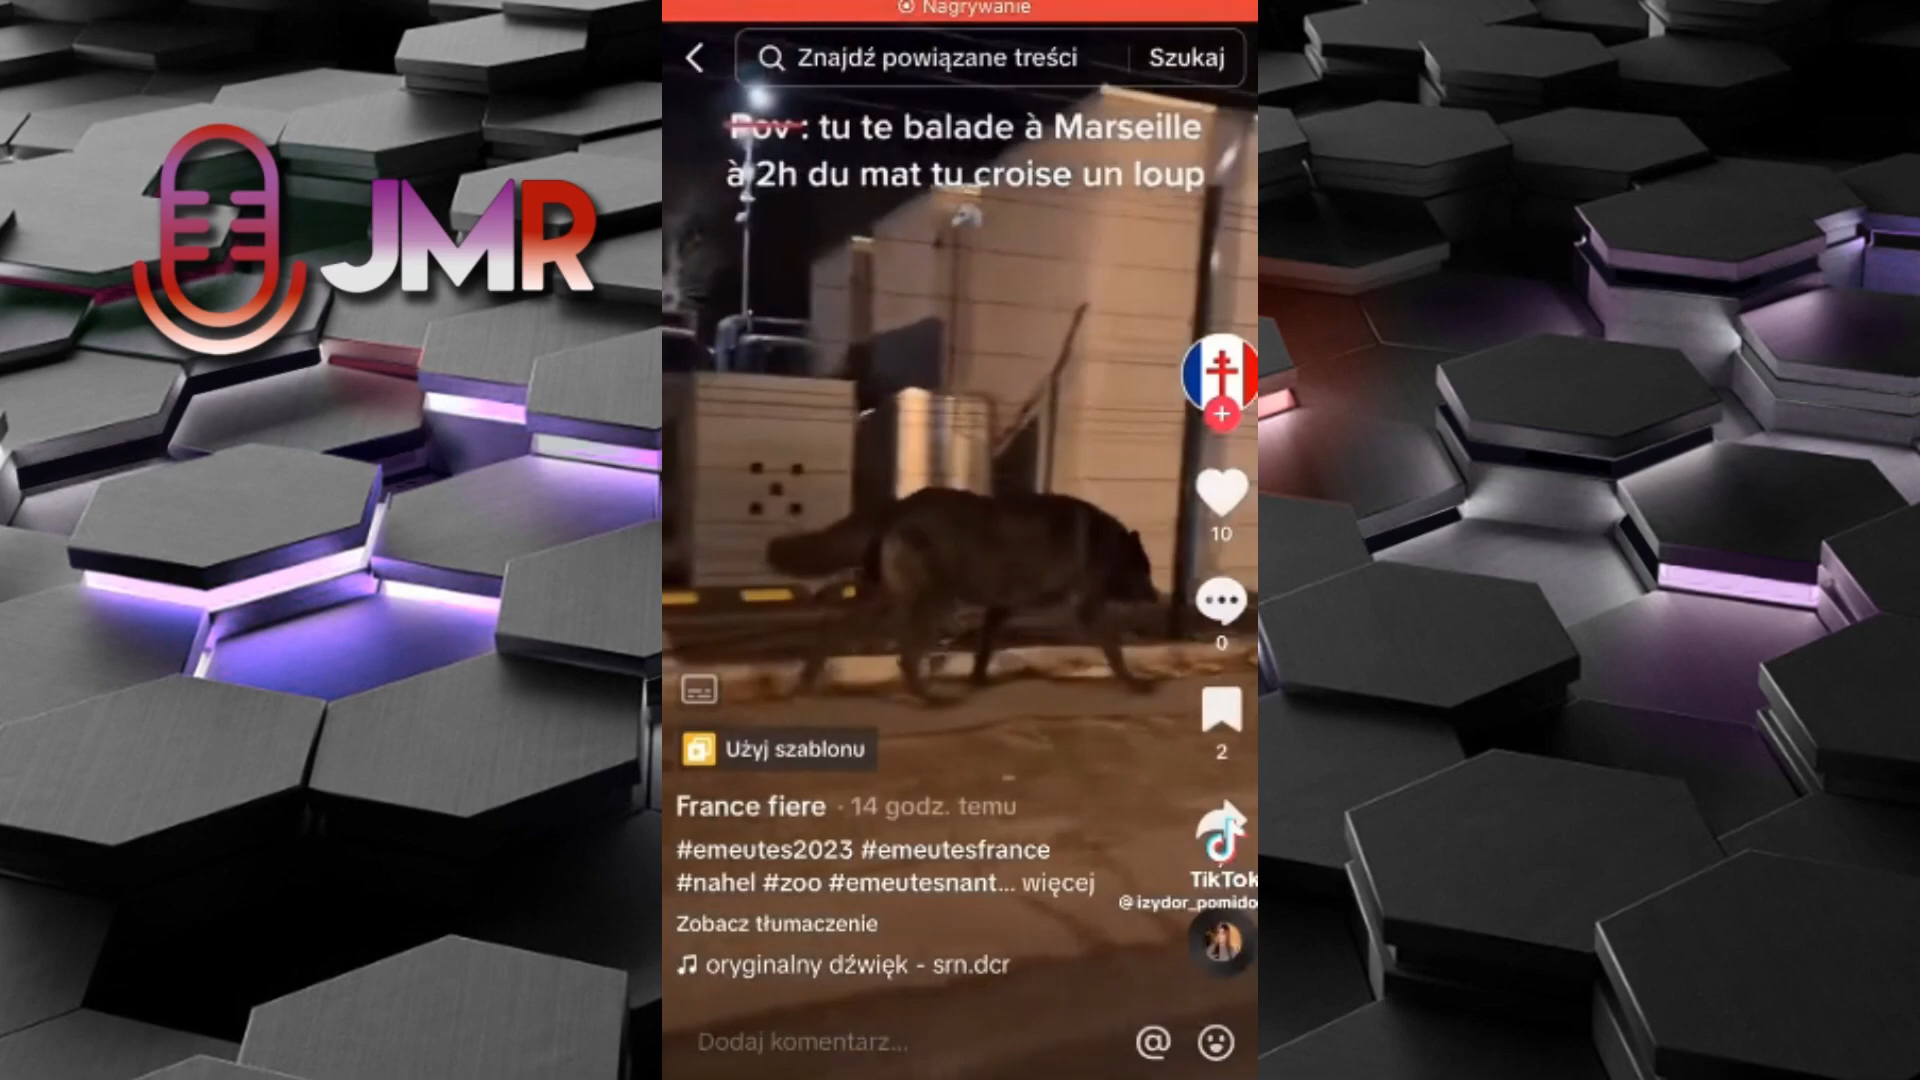 Nagrywanie
Znajdź powiązane treści
Szukaj
Pov : tu te balade à Marseille
à 2h du mat tu croise un loup
JMR
10
0
2
Użyj szablonu
France fiere · 14 godz. temu
#emeutes2023 #emeutesfrance
#nahel #zoo #emeutesnant... więcej
TikTok
@izydor_pomido
Zobacz tłumaczenie
oryginalny dźwięk - srn.dcr
Dodaj komentarz...